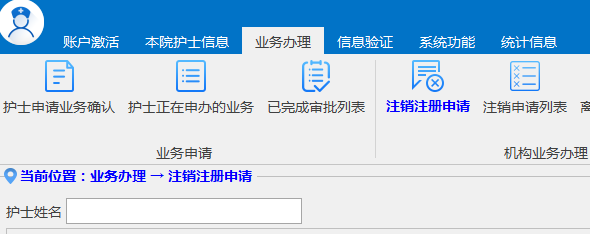 账户激活 本院护士信息 业务办理 信息验证 系统功能 统计信息
护士申请业务确认 护士正在申办的业务 已完成审批列表 注销注册申请 注销申请列表
业务申请 机构业务办理
当前位置：业务办理 → 注销注册申请
护士姓名